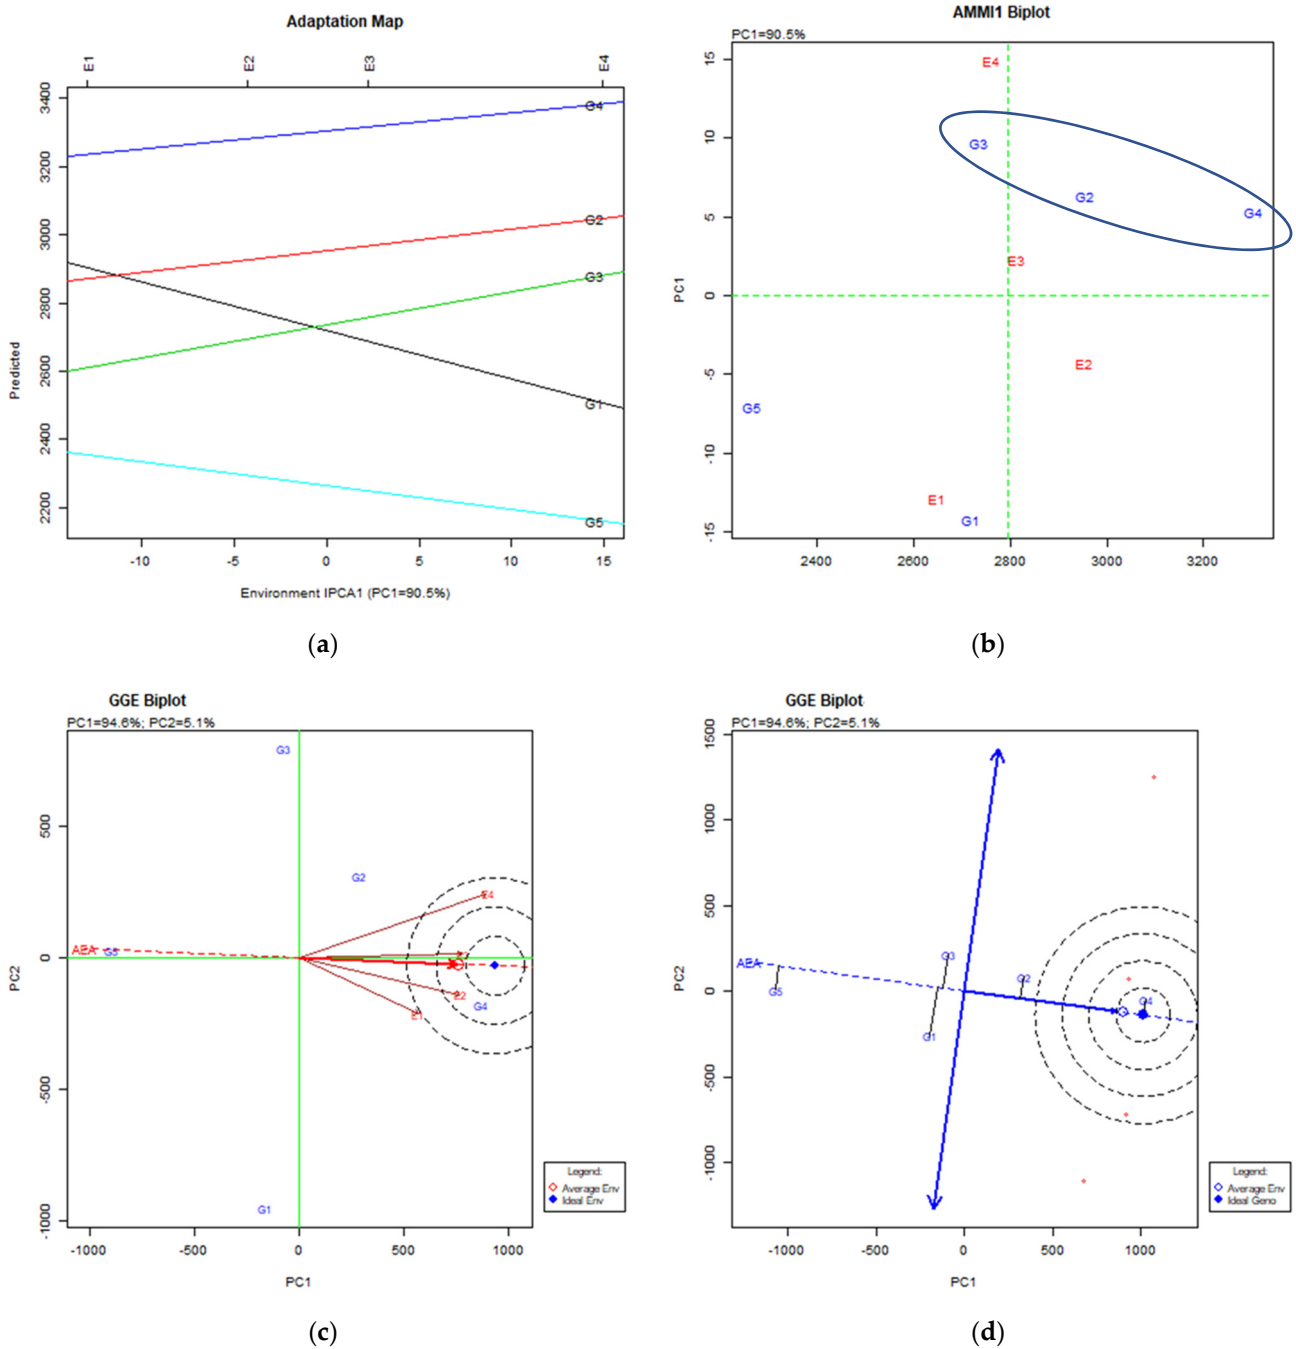 Adaptation Map
E1 E2 E3 E4
3400
3200
3000
2800
2600
2400
2200
Predicted
G4
G2
G3
G1
G5
-10 -5 0 5 10 15
Environment IPCA1 (PC1=90.5%)
(a)
AMMI1 Biplot
PC1=90.5%
15
10
5
0
-5
-10
-15
PC1
E4
G3
G2
G4
E3
E2
G5
E1
G1
2400 2600 2800 3000 3200
(b)
GGE Biplot
PC1=94.6%; PC2=5.1%
500
0
-500
-1000
PC2
G3
G2
E4
AEA
G5
E2
G4
E1
G1
-1000 -500 0 500 1000
PC1
Legend:
Average Env
Ideal Env
(c)
GGE Biplot
PC1=94.6%; PC2=5.1%
1500
1000
500
0
-500
-1000
PC2
AEA
G3
G2
G5
G4
G1
-1000 -500 0 500 1000
PC1
Legend:
Average Env
Ideal Geno
(d)